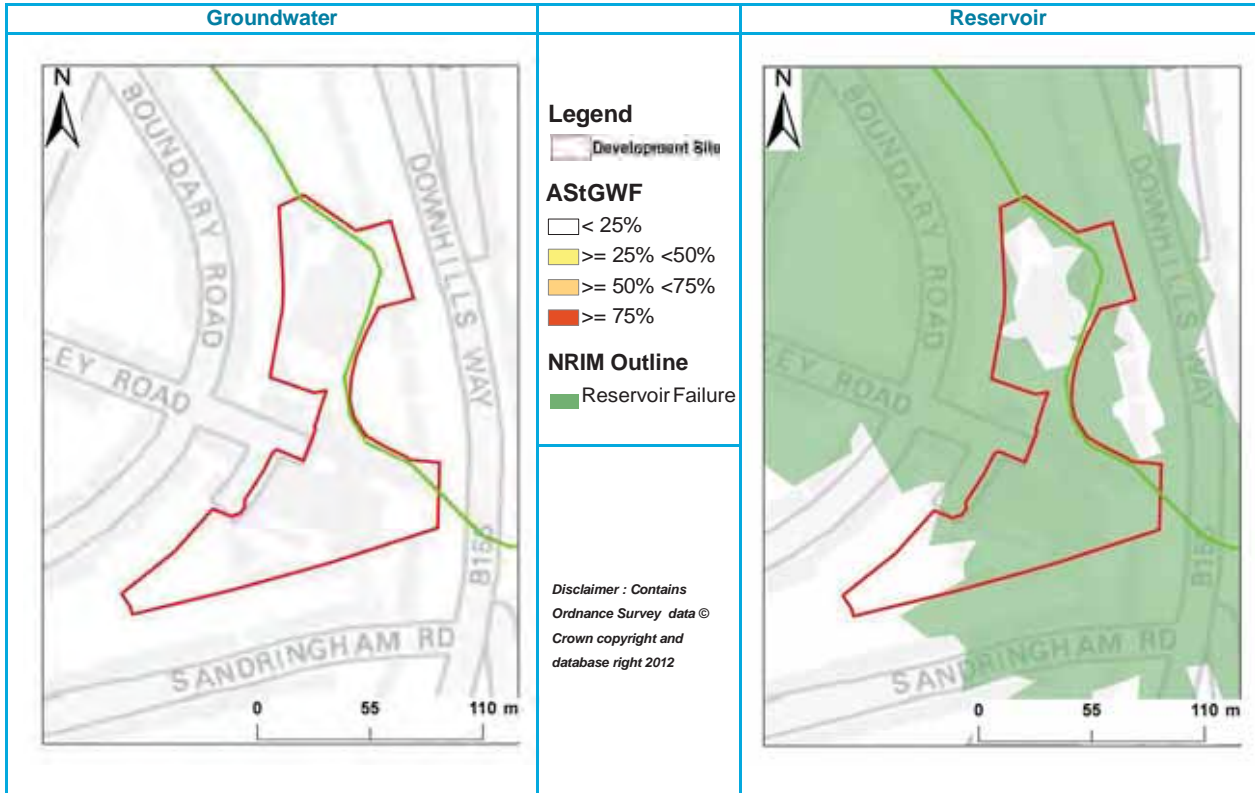 Groundwater
Reservoir
N
BOUNDARY ROAD
DOWNHILLS WAY
LEY ROAD
SANDRINGHAM RD
0 55 110 m
Legend
Development Site
AStGWF
< 25%
>= 25% <50%
>= 50% <75%
>= 75%
NRIM Outline
Reservoir Failure
Disclaimer : Contains
Ordnance Survey data ©
Crown copyright and
database right 2012
N
BOUNDARY ROAD
DOWNHILLS WAY
LEY ROAD
SANDRINGHAM RD
0 55 110 m